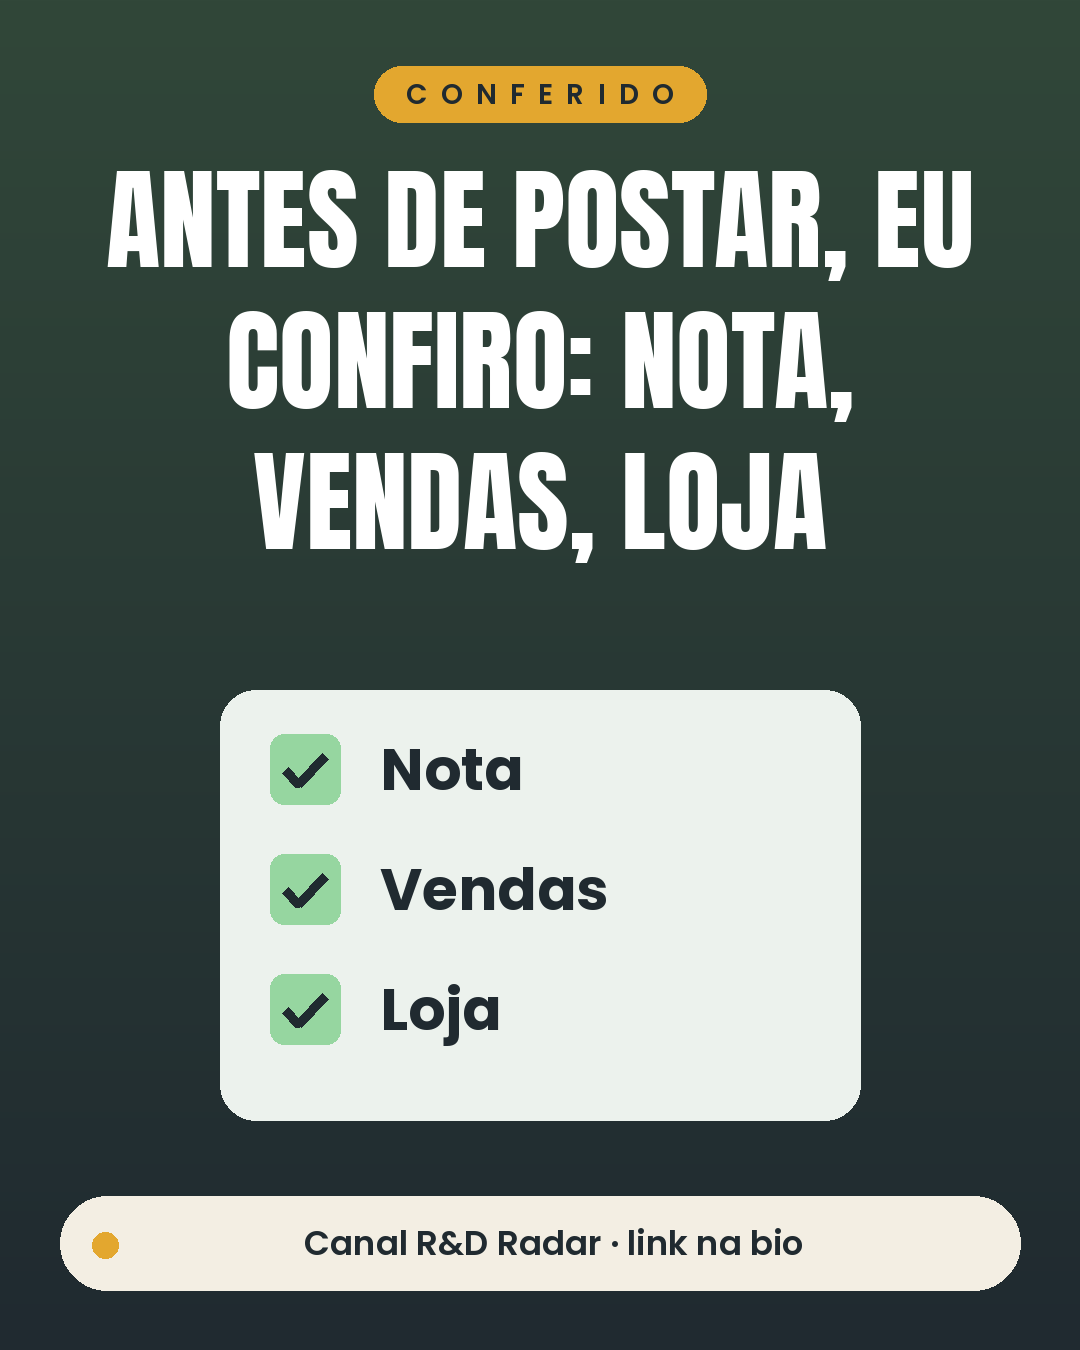 CONFERIDO
ANTES DE POSTAR, EU
CONFIRO: NOTA,
VENDAS, LOJA
Nota
Vendas
Loja
Canal R&D Radar · link na bio